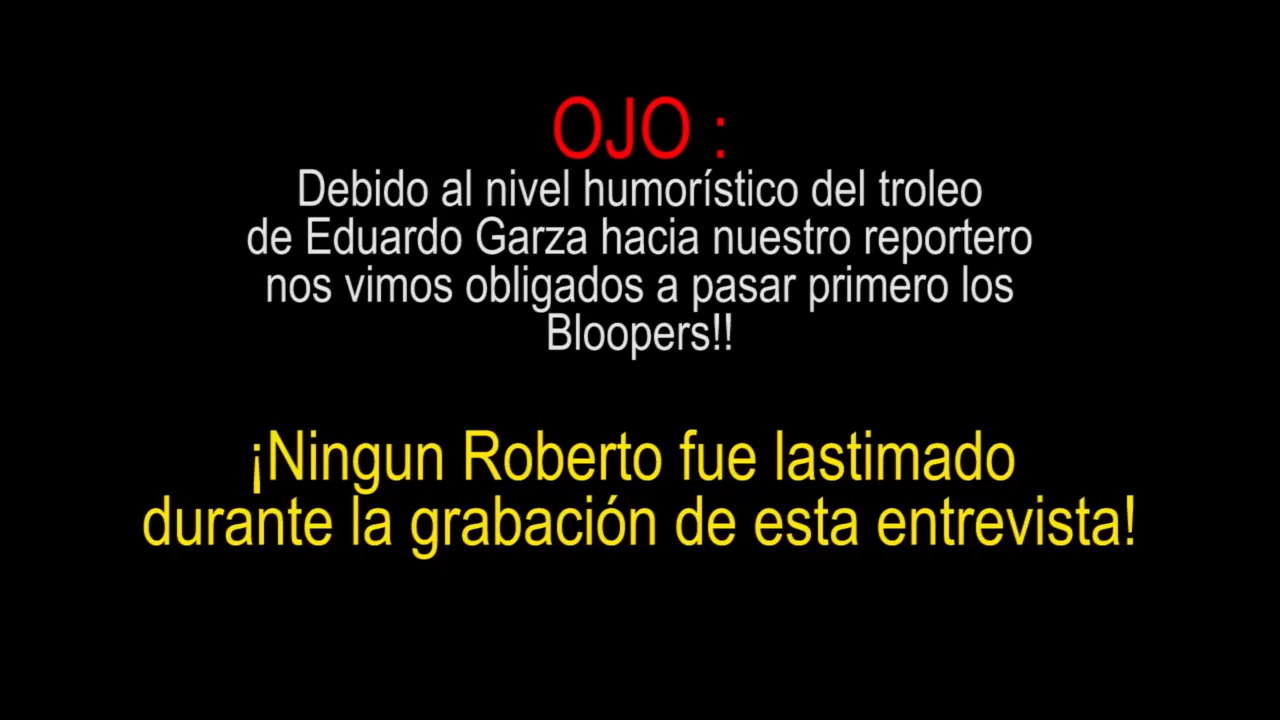 OJO :
Debido al nivel humorístico del troleo
de Eduardo Garza hacia nuestro reportero
nos vimos obligados a pasar primero los
Bloopers!!
¡Ningun Roberto fue lastimado
durante la grabación de esta entrevista!